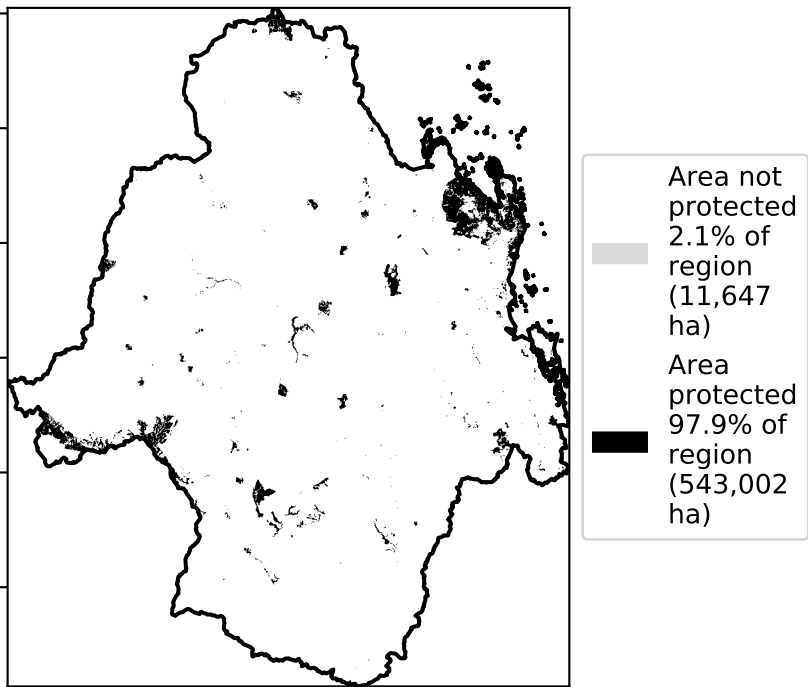 Area not
protected
2.1% of
region
(11,647
ha)
Area
protected
97.9% of
region
(543,002
ha)